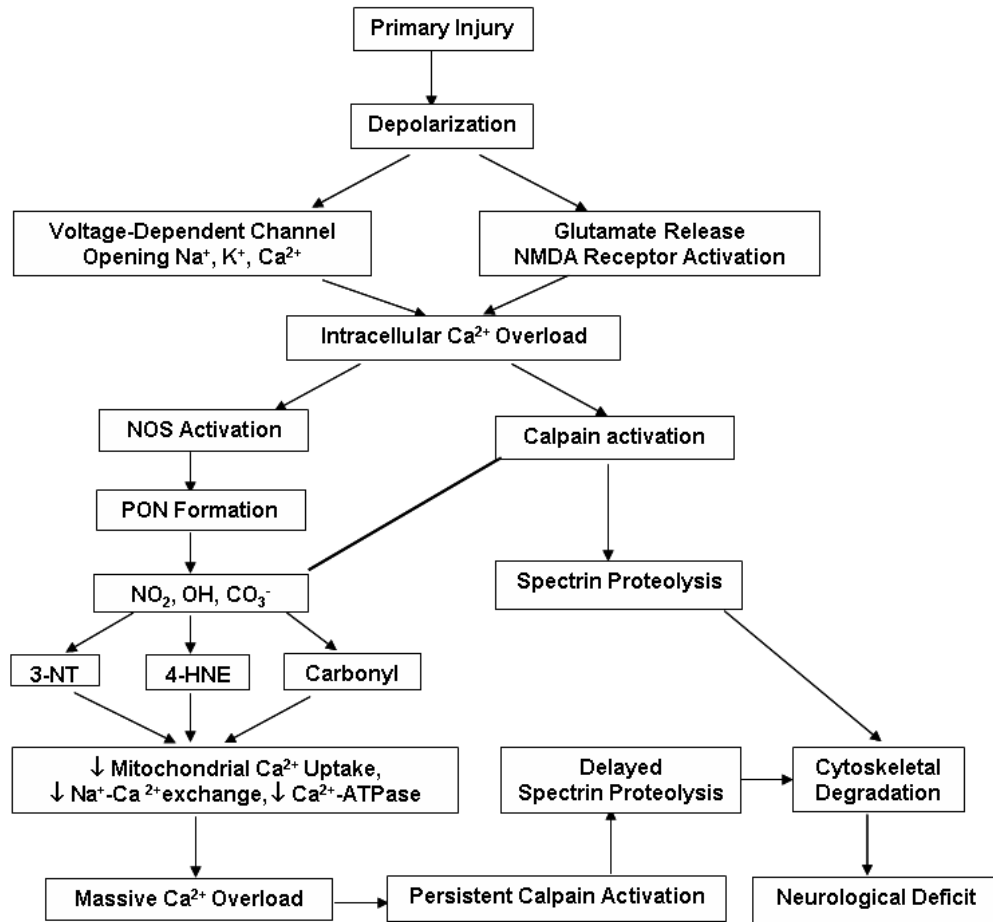 Primary Injury
Depolarization
Voltage-Dependent Channel
Opening Na⁺, K⁺, Ca²⁺
Glutamate Release
NMDA Receptor Activation
Intracellular Ca²⁺ Overload
NOS Activation
Calpain activation
PON Formation
Spectrin Proteolysis
NO₂, OH, CO₃⁻
3-NT
4-HNE
Carbonyl
↓ Mitochondrial Ca²⁺ Uptake,
↓ Na⁺-Ca ²⁺exchange, ↓ Ca²⁺-ATPase
Delayed
Spectrin Proteolysis
Cytoskeletal
Degradation
Massive Ca²⁺ Overload
Persistent Calpain Activation
Neurological Deficit